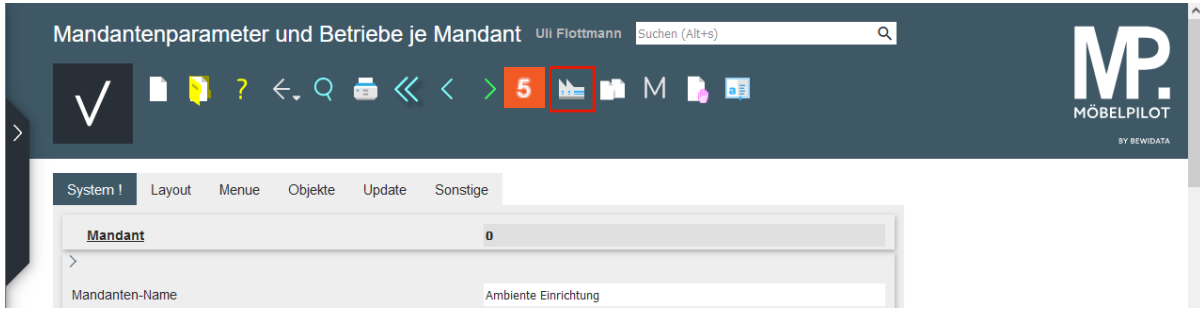 Mandantenparameter und Betriebe je Mandant Uli Flottmann Suchen (Alt+s)
? 5 M a
MP.
MÖBELPILOT
BY BEWIDATA
System ! Layout Menue Objekte Update Sonstige
Mandant 0
Mandanten-Name Ambiente Einrichtung